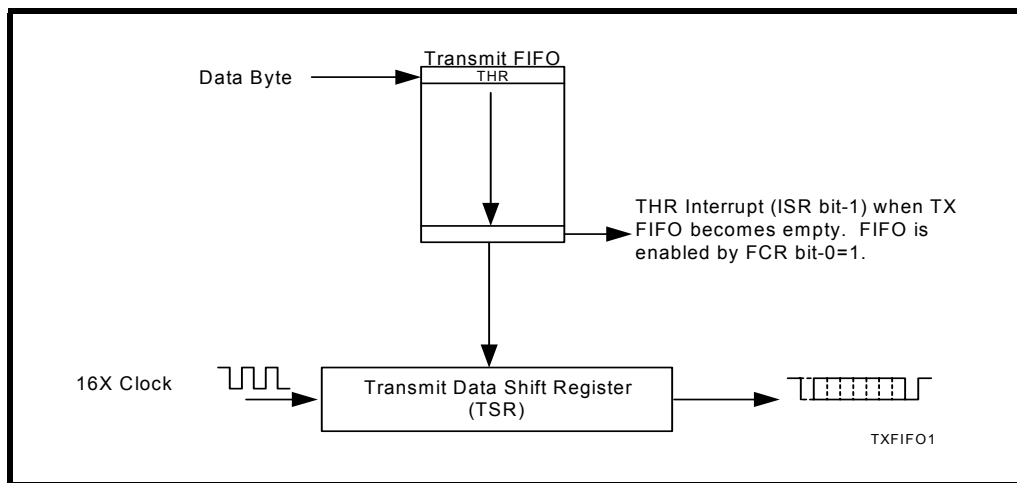 Transmit FIFO
Data Byte
THR
THR Interrupt (ISR bit-1) when TX
FIFO becomes empty. FIFO is
enabled by FCR bit-0=1.
16X Clock
Transmit Data Shift Register
(TSR)
TXFIFO1